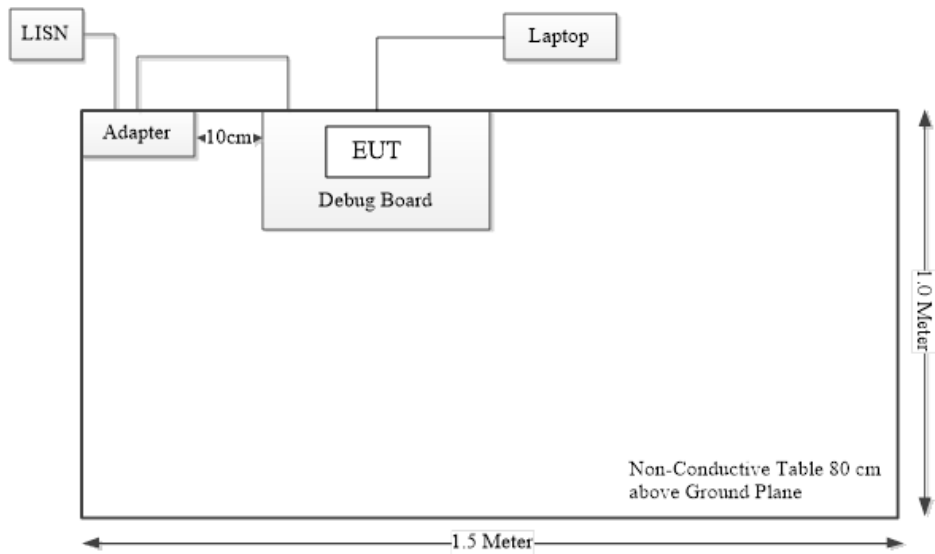 LISN
Laptop
Adapter
10cm
EUT
Debug Board
1.0 Meter
Non-Conductive Table 80 cm
above Ground Plane
1.5 Meter